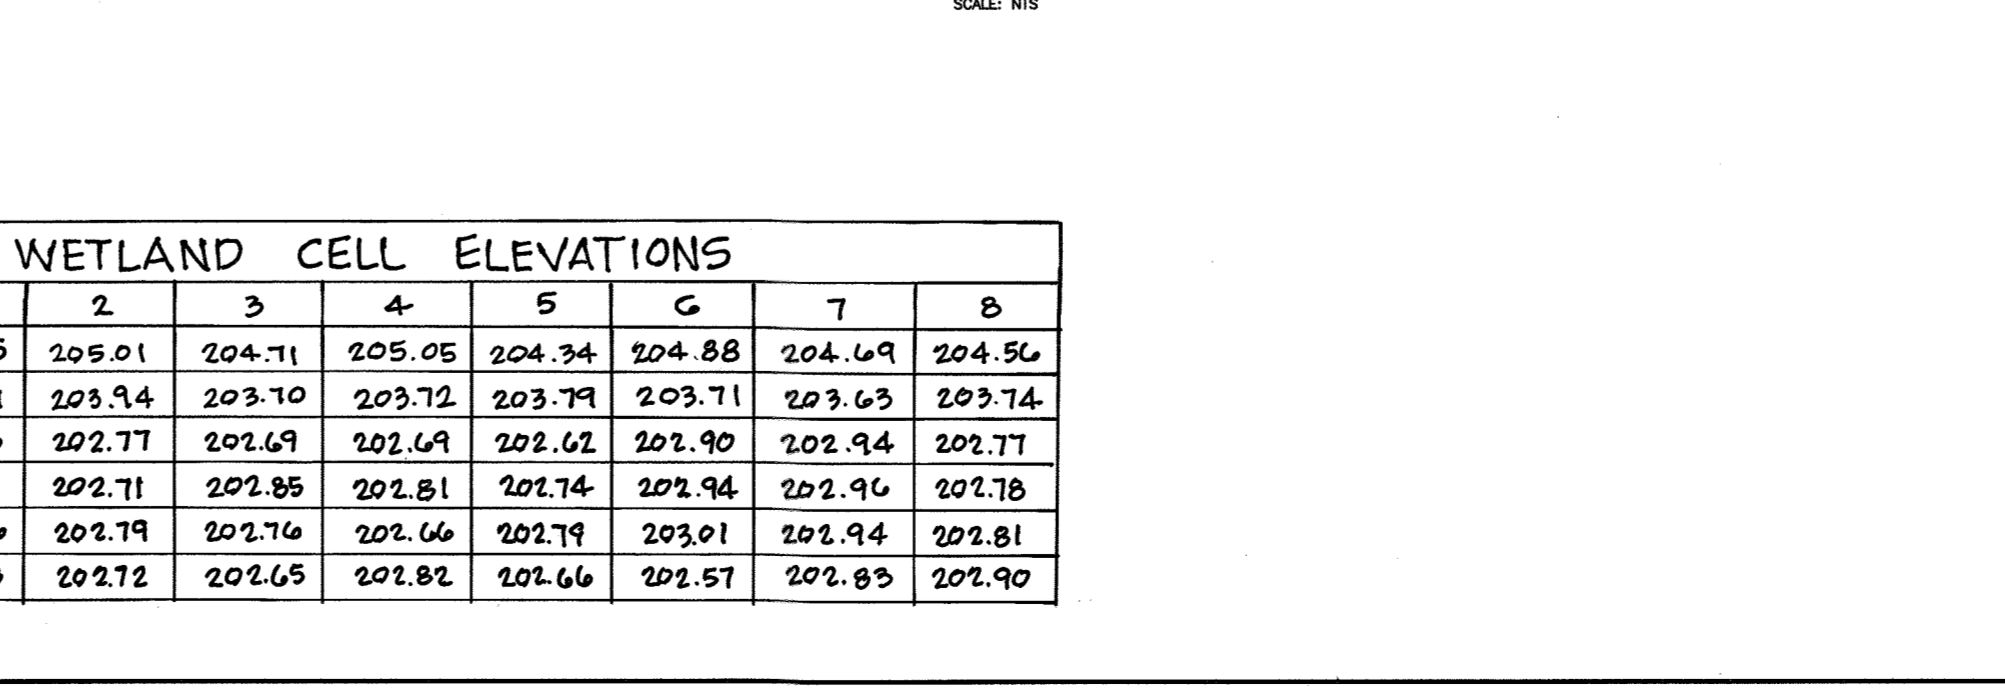 SCALE: NTS
WETLAND CELL ELEVATIONS
2 3 4 5 6 7 8
205.01 204.71 205.05 204.34 204.88 204.69 204.56
203.94 203.70 203.72 203.79 203.71 203.63 203.74
202.77 202.69 202.69 202.62 202.90 202.94 202.77
202.71 202.85 202.81 202.74 202.94 202.96 202.78
202.79 202.76 202.66 202.79 203.01 202.94 202.81
202.72 202.65 202.82 202.66 202.57 202.83 202.90